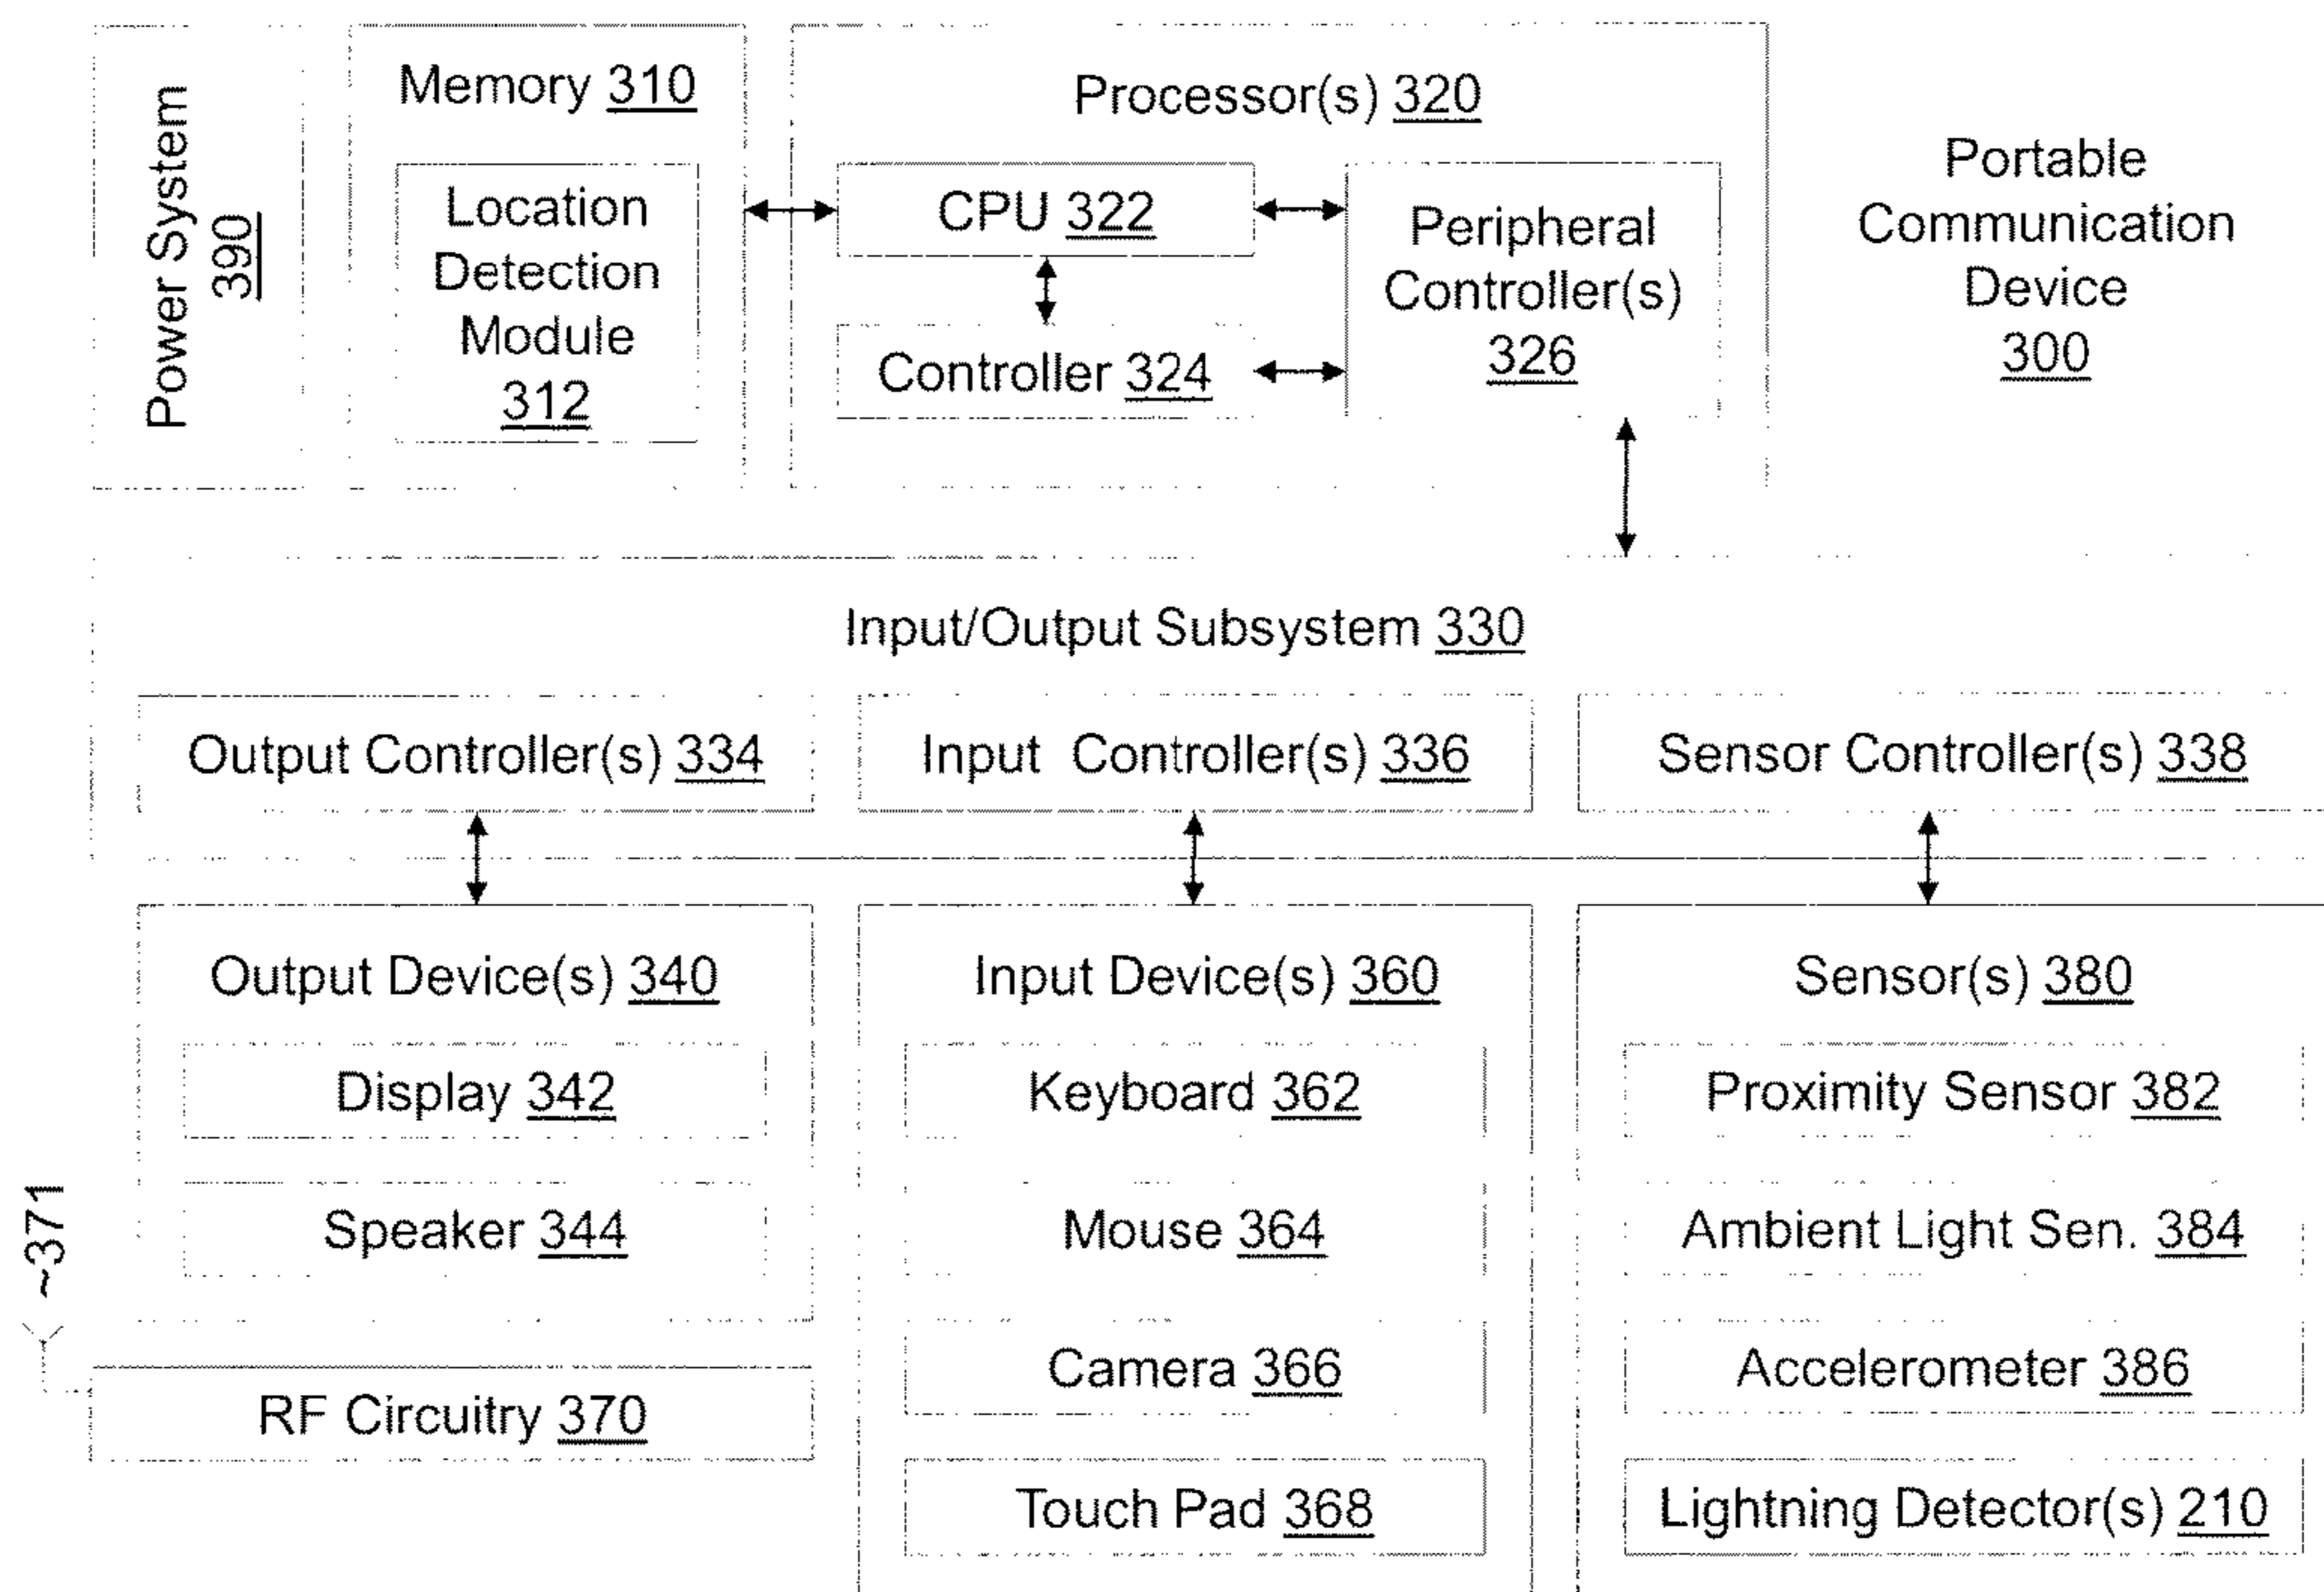 Power System
390
Memory 310
Location
Detection
Module
312
Processor(s) 320
CPU 322
Controller 324
Peripheral
Controller(s)
326
Portable
Communication
Device
300
Input/Output Subsystem 330
Output Controller(s) 334
Input Controller(s) 336
Sensor Controller(s) 338
Output Device(s) 340
Display 342
Speaker 344
~371
RF Circuitry 370
Input Device(s) 360
Keyboard 362
Mouse 364
Camera 366
Touch Pad 368
Sensor(s) 380
Proximity Sensor 382
Ambient Light Sen. 384
Accelerometer 386
Lightning Detector(s) 210